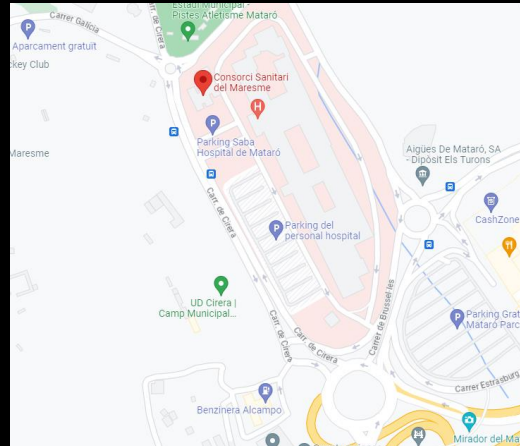 Carrer Galícia
Carr. de Cirera
Estadi Municipal -
Pistes Atletisme Mataró
P
Aparcament gratuït
ckey Club
Consorci Sanitari
del Maresme
H
P
Parking Saba
Hospital de Mataró
Maresme
Aigües De Mataró, SA
- Dipòsit Els Turons
CashZone
Carr. de Cirera
P
Parking del
personal hospital
UD Cirera |
Camp Municipal...
Carrer de Brussel·les
P
Parking Grat
Mataró Parc
Carr. de Cirera
Carr. de Cirera
Carrer Estrasburg
Benzinera Alcampo
Mirador del Ma